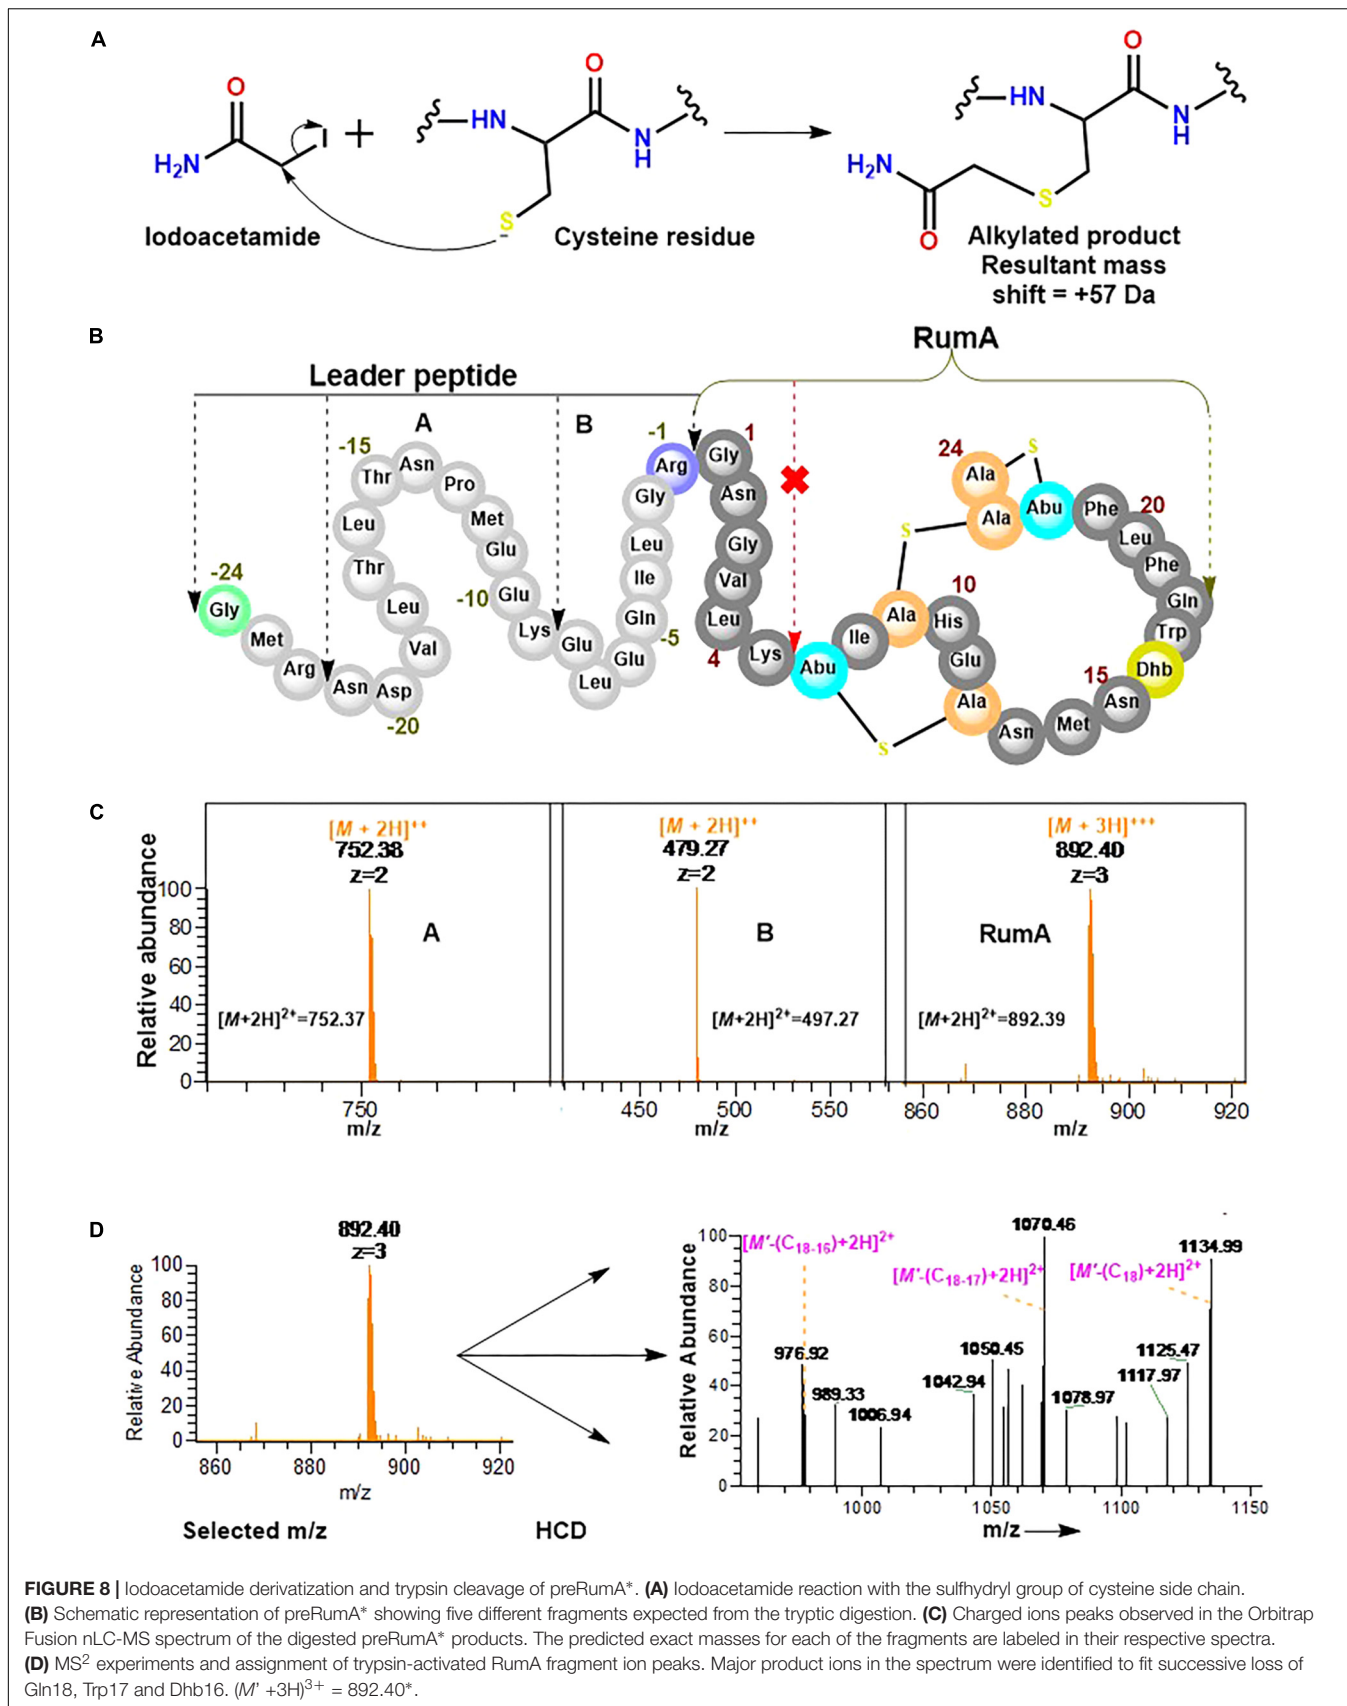 A
O
I
+
H₂N
Iodoacetamide
O
HN
N
H
S
-
Cysteine residue
O
HN
N
H
H₂N
S
O
Alkylated product
Resultant mass
shift = +57 Da
B
RumA
Leader peptide
A
B
-1
1
-15
24
S
Thr
Asn
Pro
Arg
Gly
Ala
Leu
Met
Gly
Asn
Ala
Abu
Phe
20
S
Leu
Thr
Glu
Leu
Gly
Phe
-24
-10
Glu
Ile
Val
10
Gln
Gly
Leu
Lys
Gln
-5
Leu
Ala
His
Trp
Met
Val
Glu
Glu
4
Lys
Ile
Glu
Dhb
Arg
Asn
Asp
Leu
Abu
15
Asn
-20
Ala
Asn
Met
S
C
[M + 2H]⁺⁺
752.38
z=2
[M + 2H]⁺⁺
479.27
z=2
[M + 3H]⁺⁺⁺
892.40
z=3
Relative abundance
100
80
60
40
20
0
A
B
RumA
[M+2H]²⁺=752.37
[M+2H]²⁺=497.27
[M+2H]²⁺=892.39
750
450 500 550
860 880 900 920
m/z
m/z
m/z
D
892.40
z=3
Relative Abundance
100
80
60
40
20
0
860 880 900 920
m/z
Selected m/z
HCD
Relative Abundance
100
80
60
40
20
0
[M′-(C₁₈₋₁₆)+2H]²⁺
[M′-(C₁₈₋₁₇)+2H]²⁺
[M′-(C₁₈)+2H]²⁺
1070.46
1134.99
976.92
989.33
1006.94
1042.94
1050.45
1078.97
1117.97
1125.47
1000 1050 1100 1150
m/z
FIGURE 8 | Iodoacetamide derivatization and trypsin cleavage of preRumA*. (A) Iodoacetamide reaction with the sulfhydryl group of cysteine side chain.
(B) Schematic representation of preRumA* showing five different fragments expected from the tryptic digestion. (C) Charged ions peaks observed in the Orbitrap
Fusion nLC-MS spectrum of the digested preRumA* products. The predicted exact masses for each of the fragments are labeled in their respective spectra.
(D) MS² experiments and assignment of trypsin-activated RumA fragment ion peaks. Major product ions in the spectrum were identified to fit successive loss of
Gln18, Trp17 and Dhb16. (M' +3H)³⁺ = 892.40*.